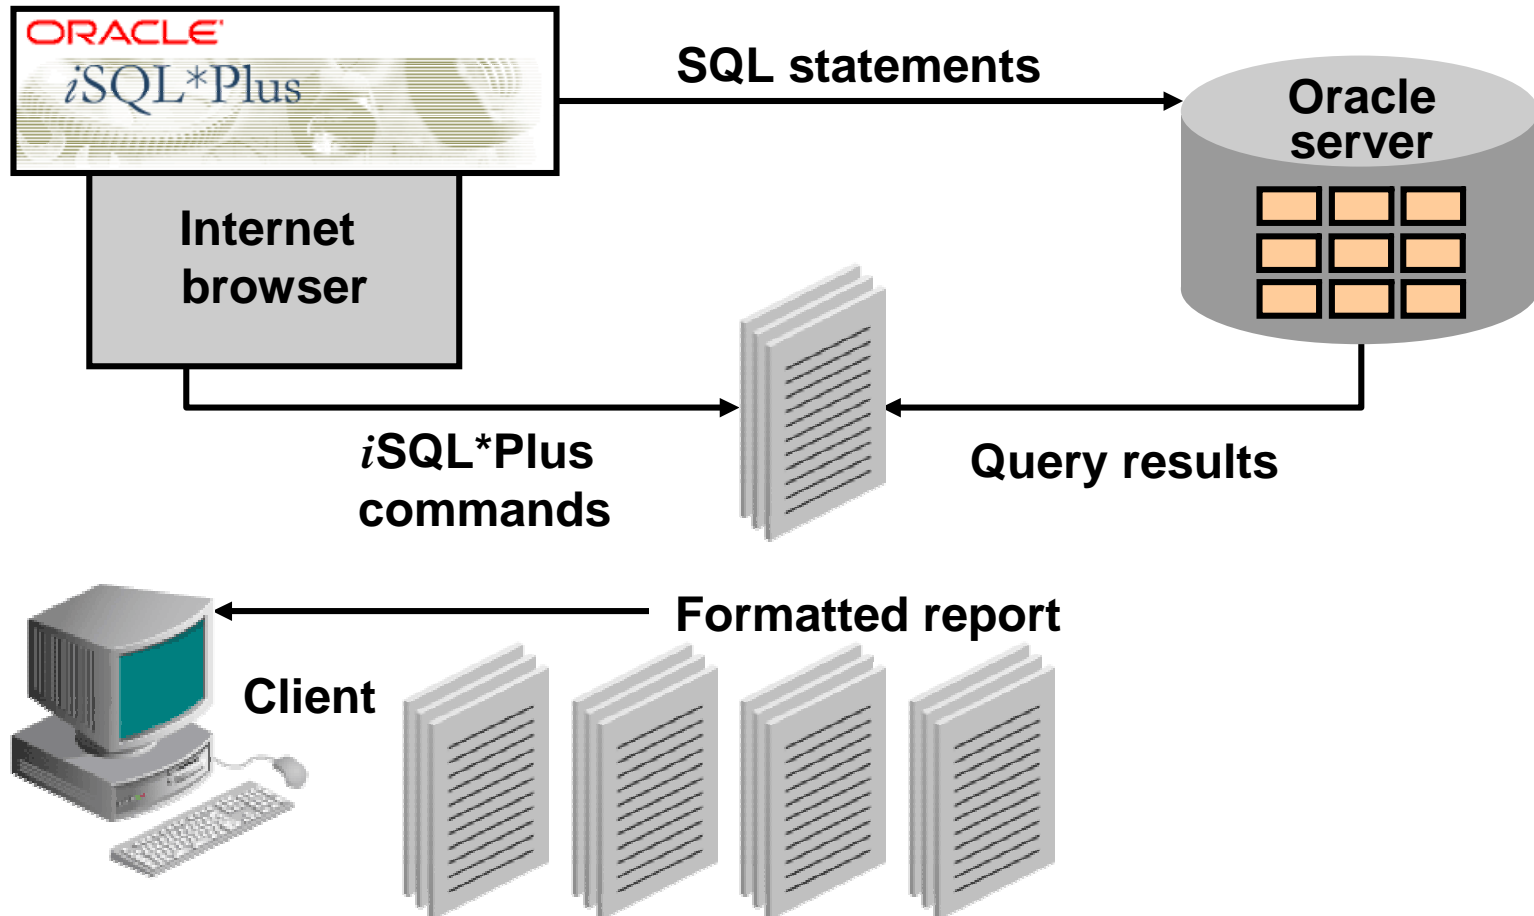 ORACLE'
iSQL*Plus
SQL statements
Oracle
server
Internet
browser
iSQL*Plus
commands
Query results
Formatted report
Client